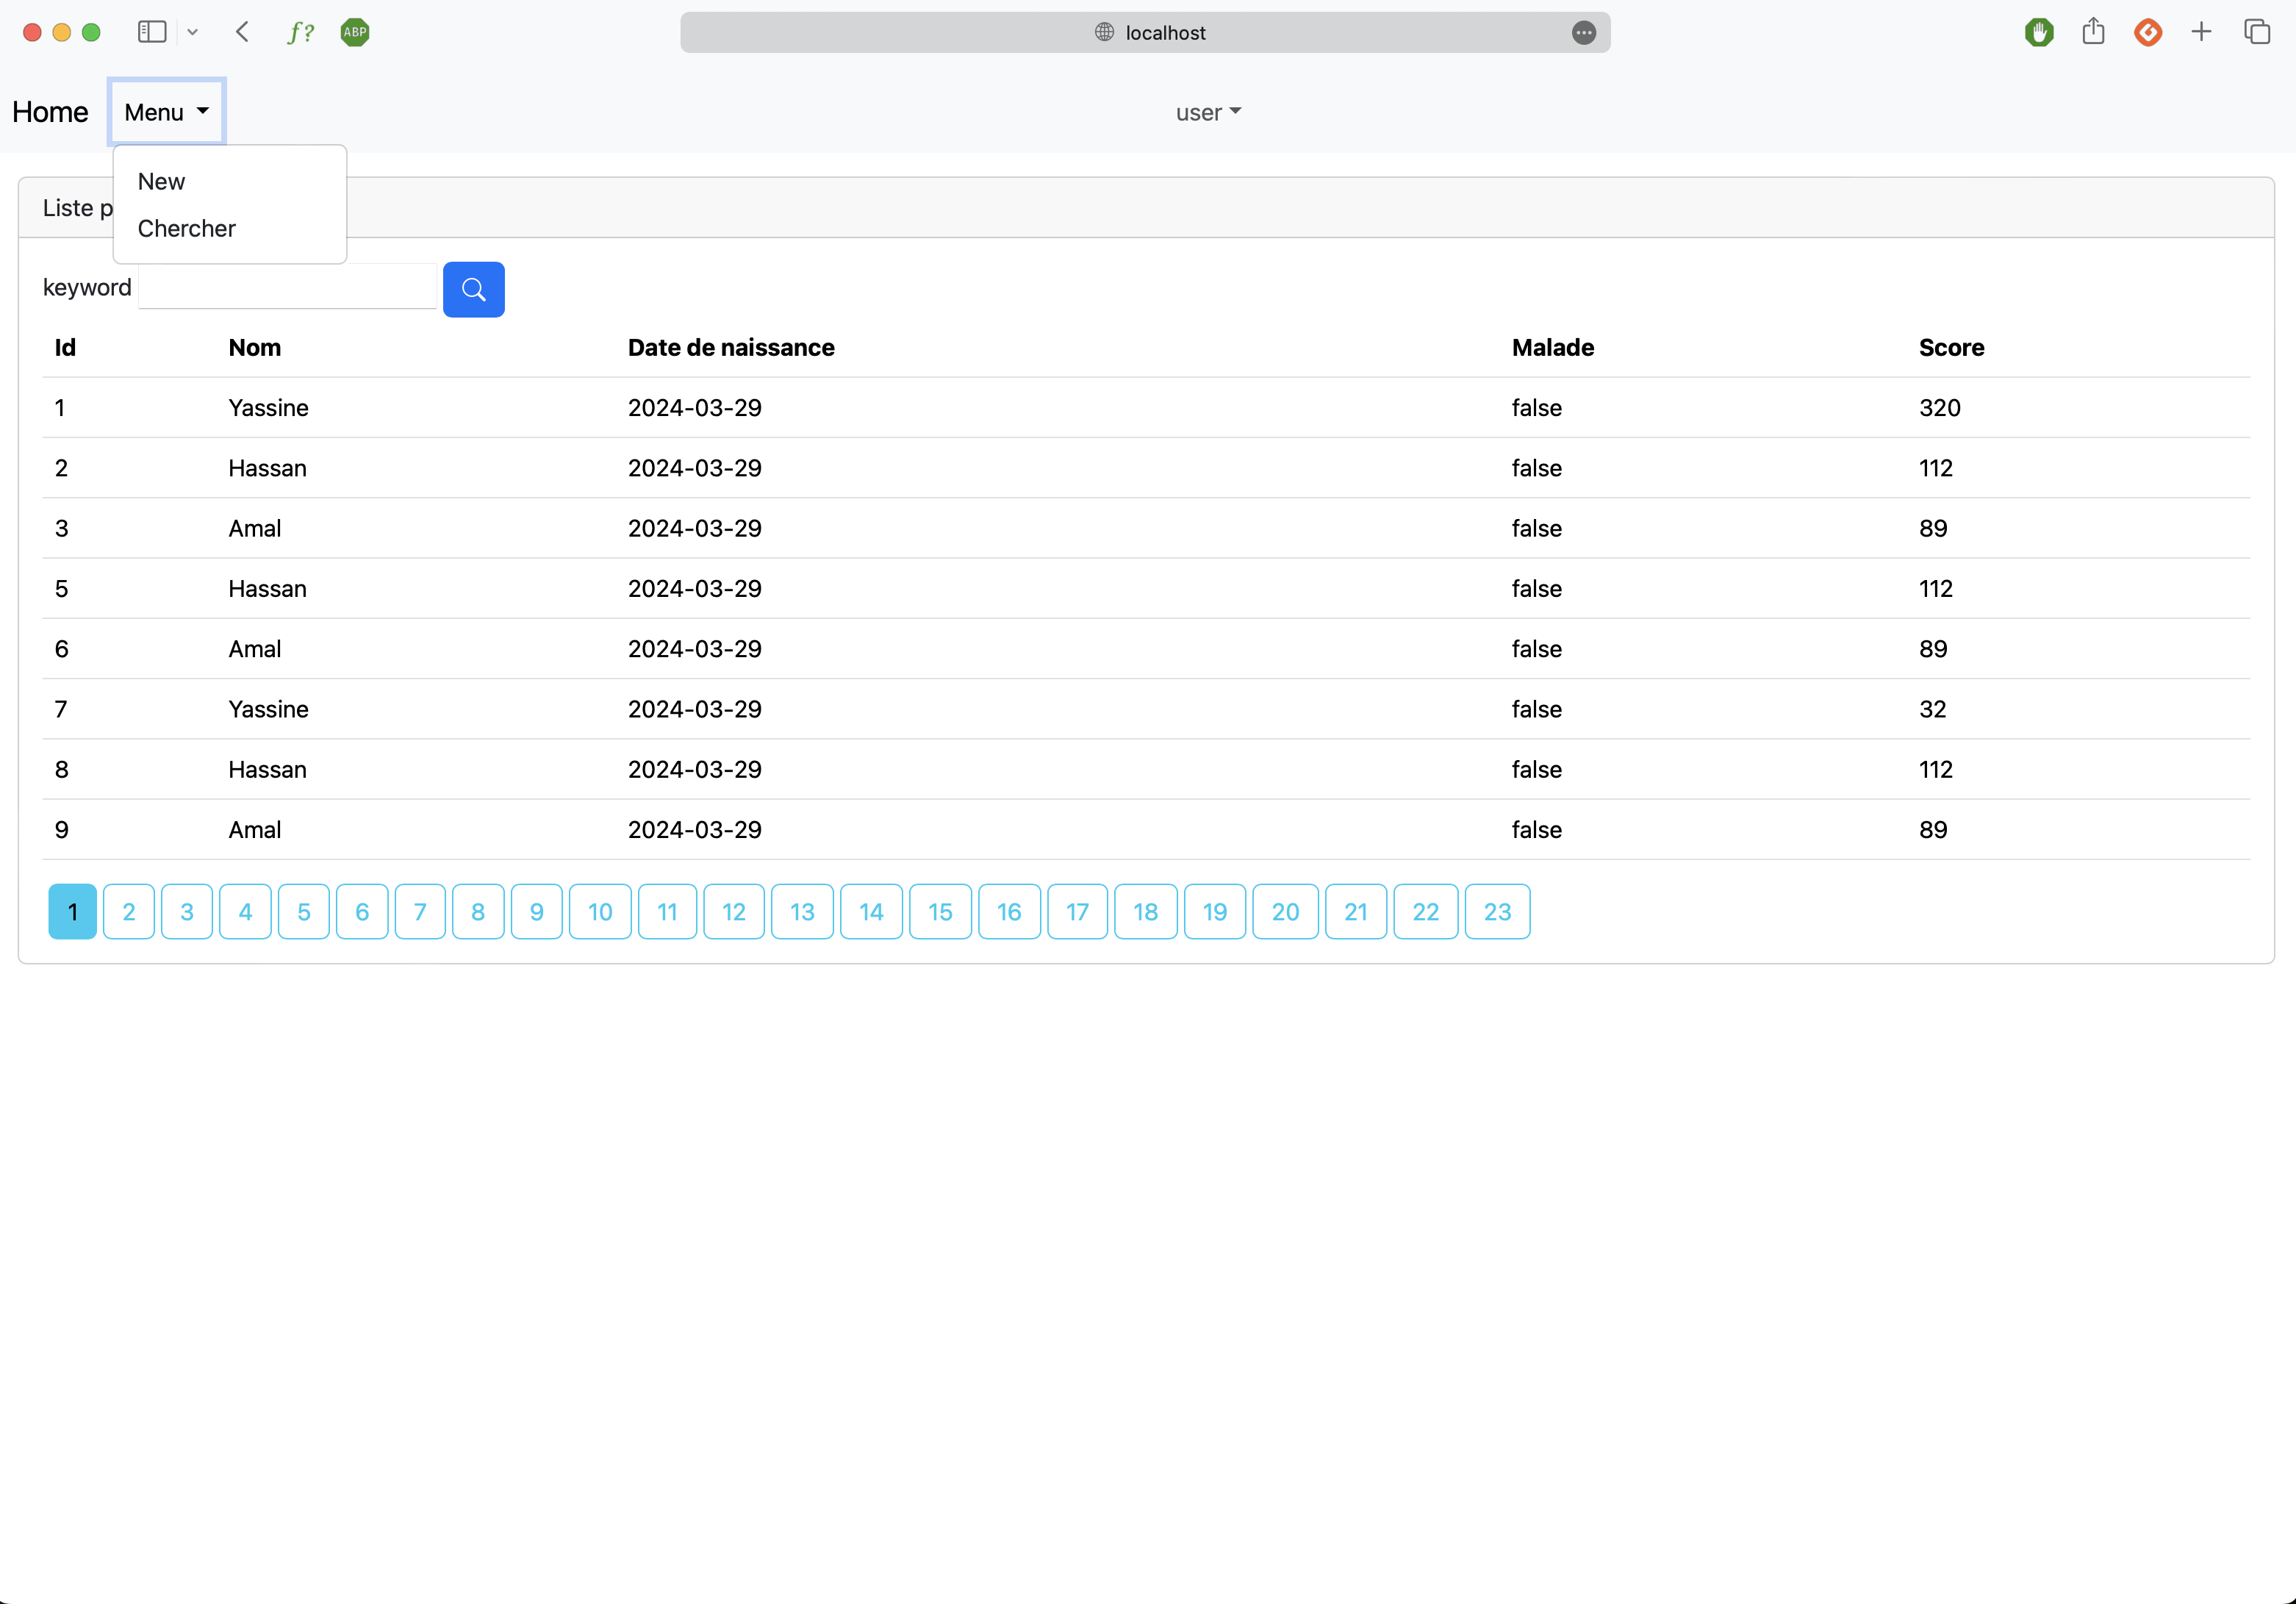 f? ABP localhost
Home Menu user
New
Liste p
Chercher
keyword
Id Nom Date de naissance Malade Score
1 Yassine 2024-03-29 false 320
2 Hassan 2024-03-29 false 112
3 Amal 2024-03-29 false 89
5 Hassan 2024-03-29 false 112
6 Amal 2024-03-29 false 89
7 Yassine 2024-03-29 false 32
8 Hassan 2024-03-29 false 112
9 Amal 2024-03-29 false 89
1 2 3 4 5 6 7 8 9 10 11 12 13 14 15 16 17 18 19 20 21 22 23